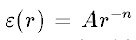 ε(r) = Ar⁻ⁿ